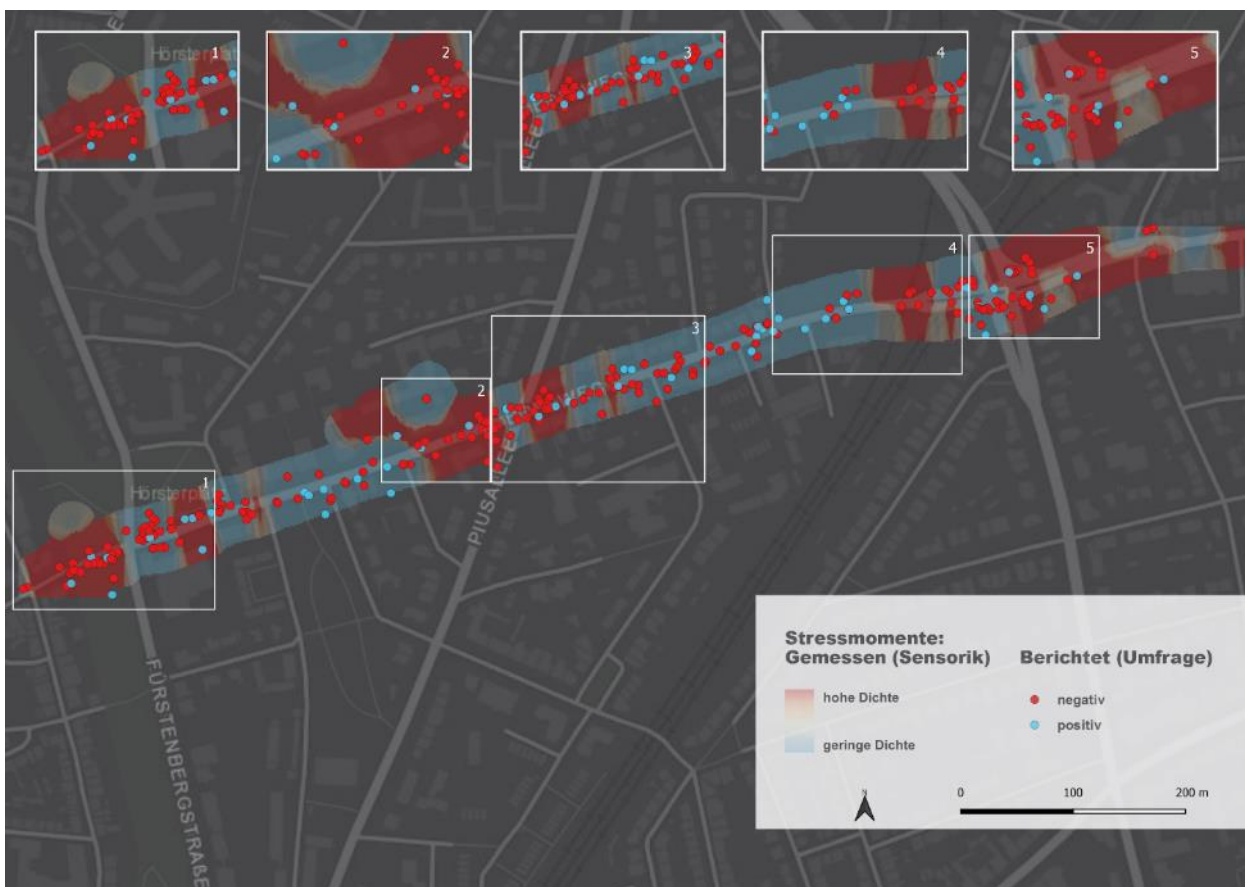 Hörsterplat
1
2
3
4
5
4
5
3
2
1
Hörsterplatz
PIUSALLEE
FÜRSTENBERGSTRAßE
Stressmomente:
Gemessen (Sensorik)
Berichtet (Umfrage)
hohe Dichte
geringe Dichte
negativ
positiv
N
0
100
200 m